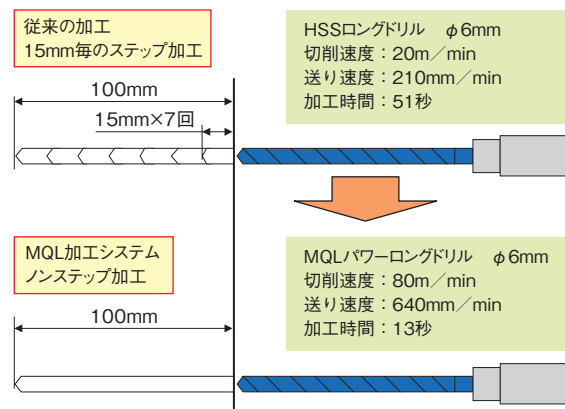 従来の加工
15mm毎のステップ加工
HSSロングドリル φ6mm
切削速度：20m／min
送り速度：210mm／min
加工時間：51秒
100mm
15mm×7回
MQL加工システム
ノンステップ加工
MQLパワーロングドリル φ6mm
切削速度：80m／min
送り速度：640mm／min
加工時間：13秒
100mm